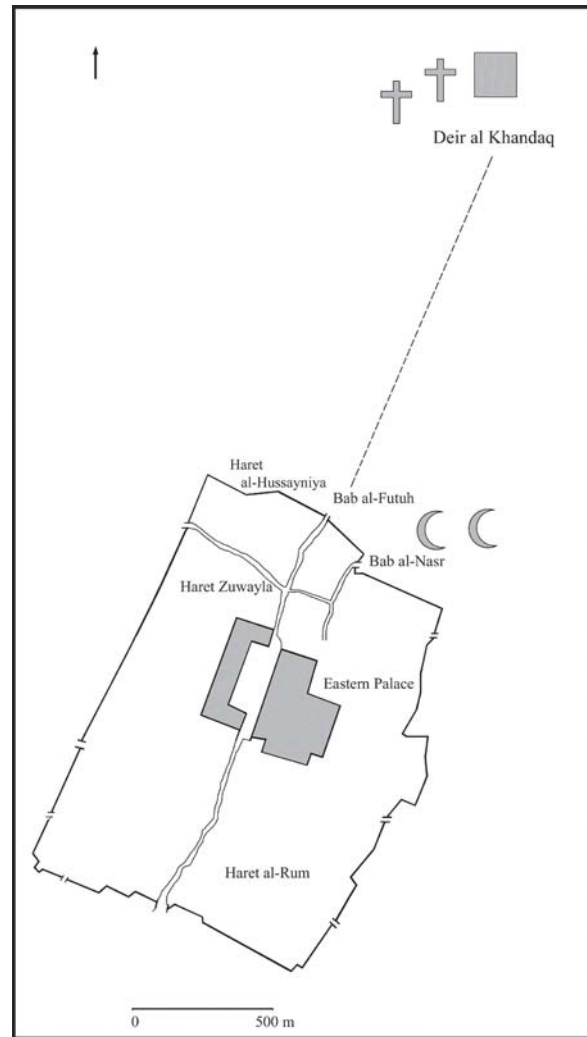 Deir al Khandaq
Haret
al-Hussayniya
Bab al-Futuh
Bab al-Nasr
Haret Zuwayla
Eastern Palace
Haret al-Rum
0 500 m